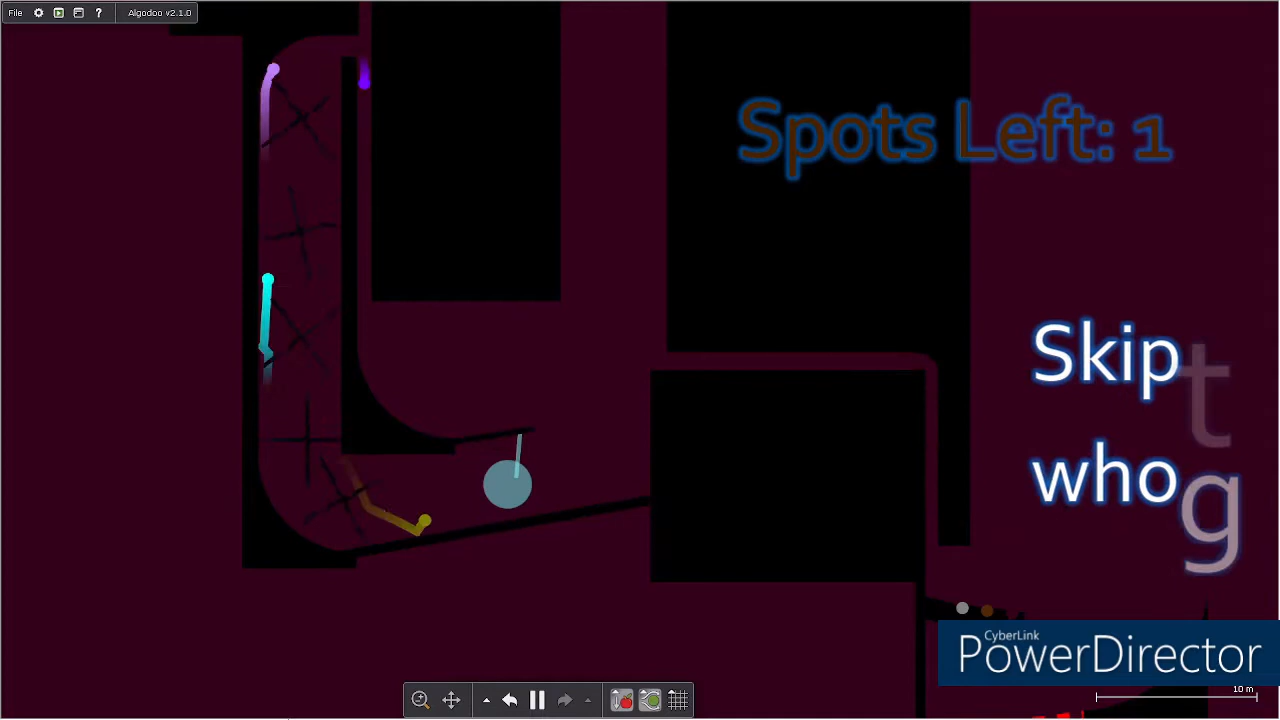 File ? Algodoo v2.1.0
Spots Left: 1
Skip t
who g
CyberLink
PowerDirector
10 m